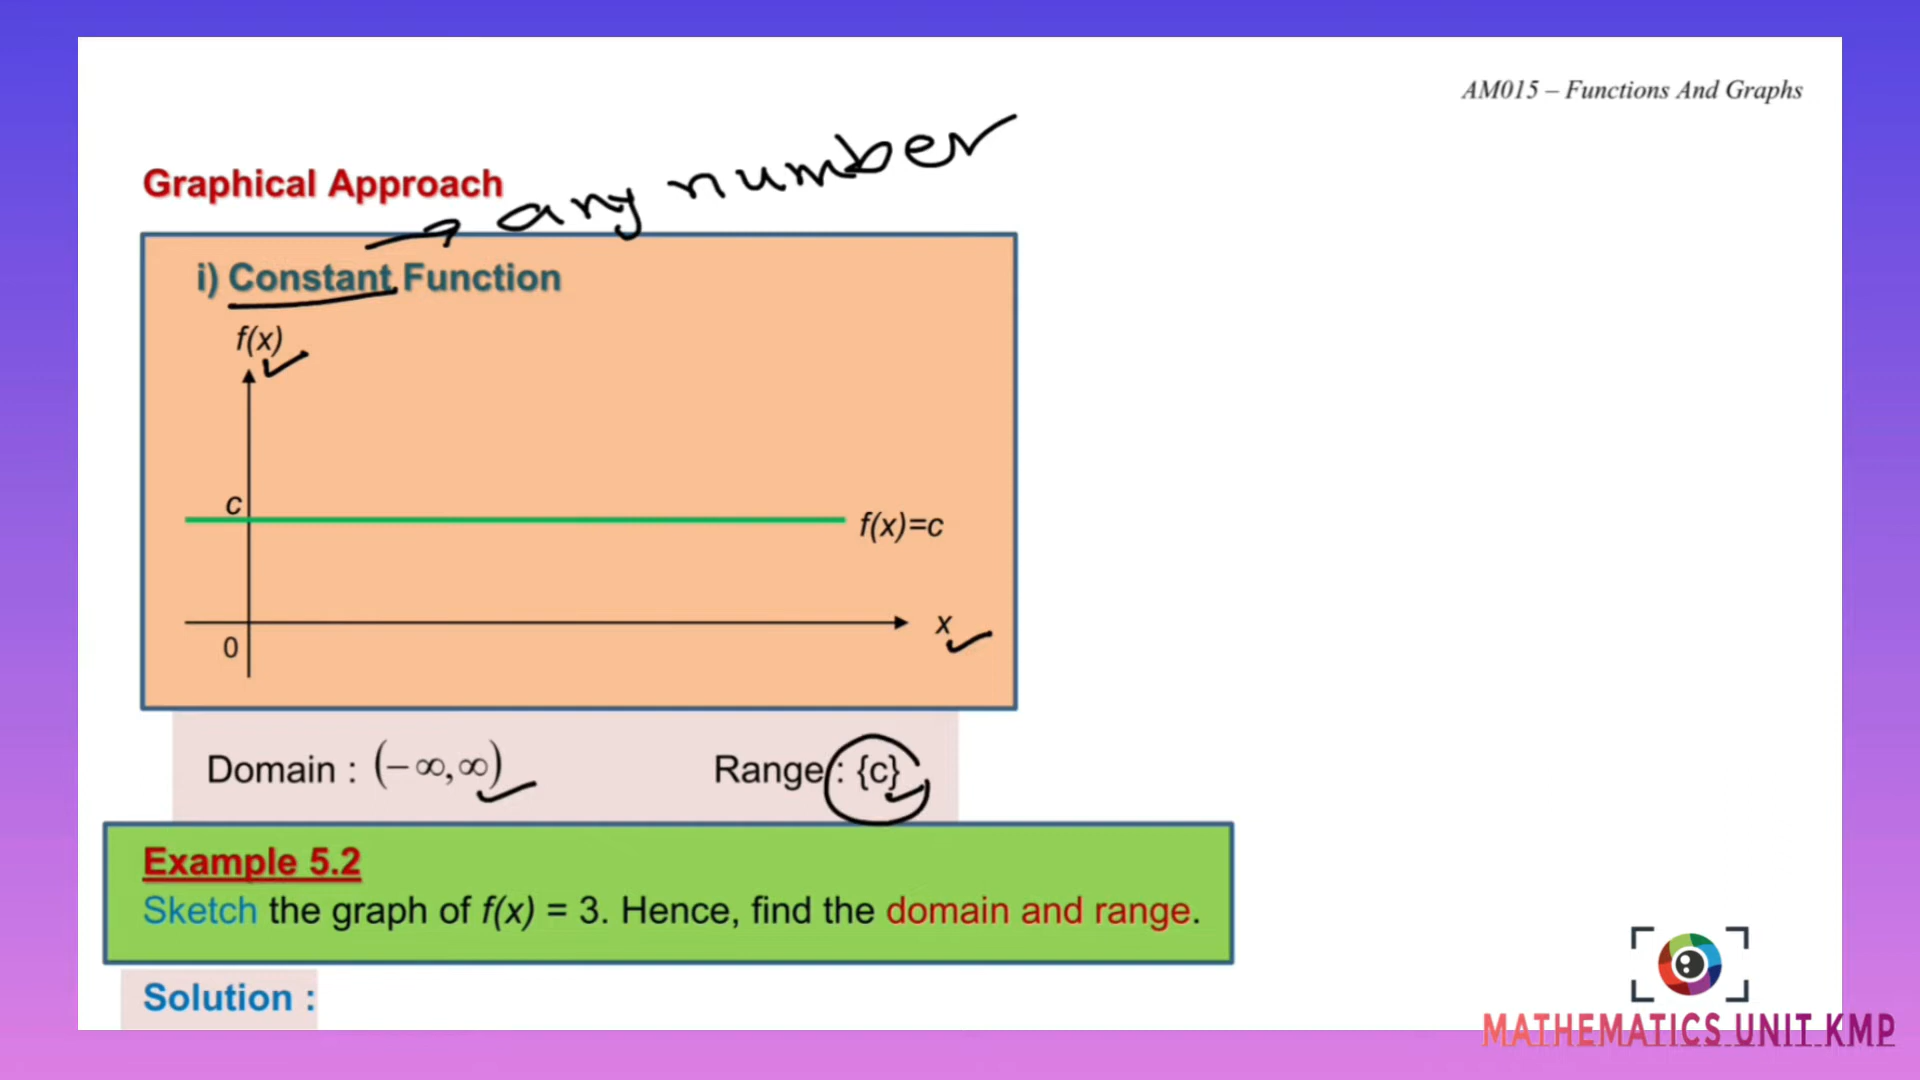 AM015 – Functions And Graphs
Graphical Approach
any number
i) Constant Function
f(x)
c
f(x)=c
x
0
Domain : (−∞,∞)
Range : {c}
Example 5.2
Sketch the graph of f(x) = 3. Hence, find the domain and range.
Solution :
MATHEMATICS UNIT KMP